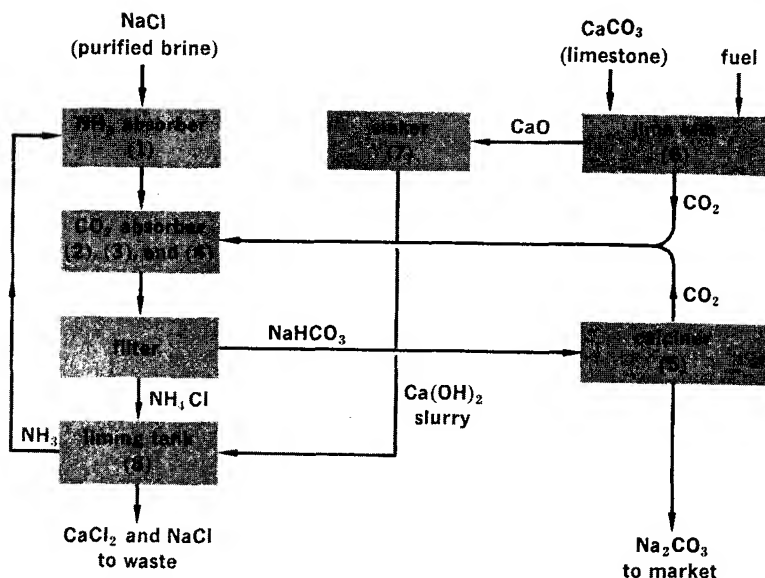 NaCl
(purified brine)
CaCO₃
(limestone)
fuel
NH₃ absorber
(1)
slaker
(7)
CaO
lime kiln
(6)
CO₂
CO₂ absorber
(2), (3), and (4)
CO₂
filter
NaHCO₃
calciner
(5)
NH₄Cl
Ca(OH)₂
slurry
NH₃
liming tank
(8)
CaCl₂ and NaCl
to waste
Na₂CO₃
to market